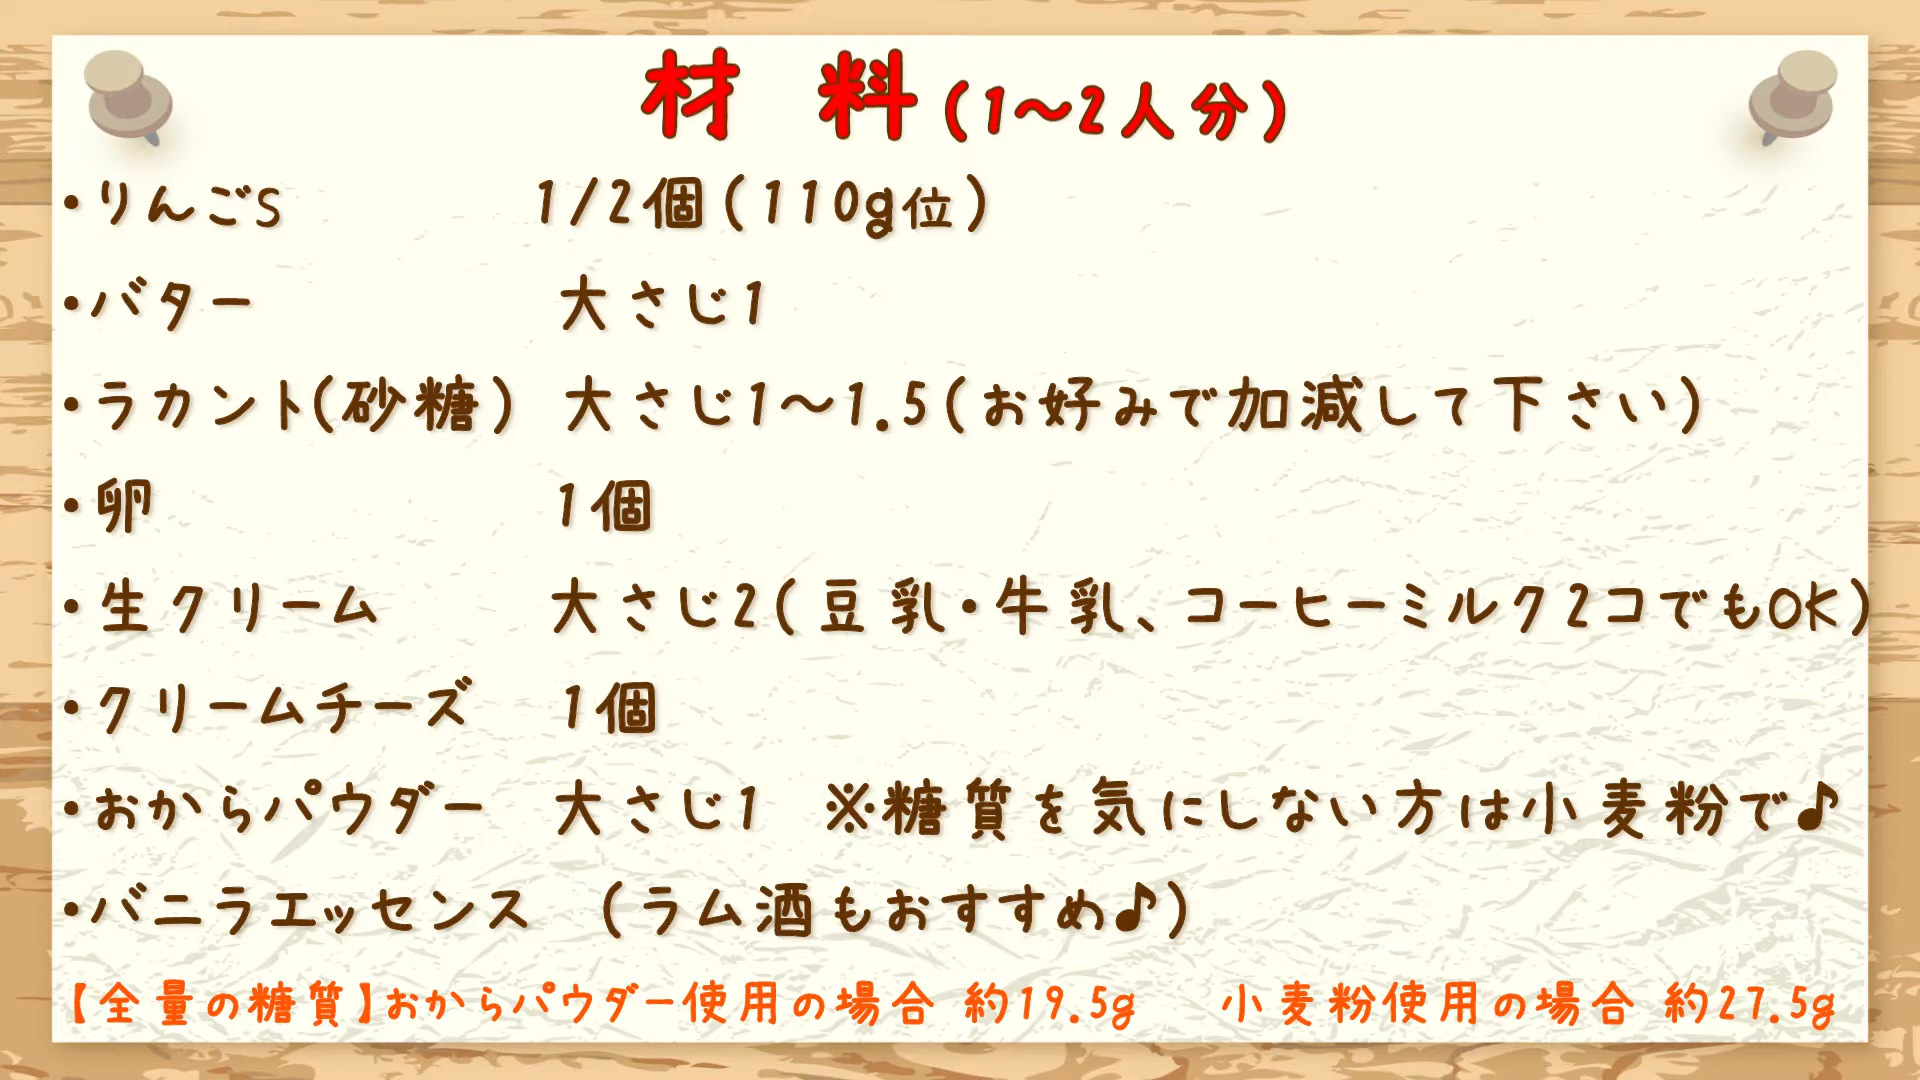 材 料(1～2人分)
・りんごS 1/2個(110g位)
・バター 大さじ1
・ラカント(砂糖) 大さじ1～1.5(お好みで加減して下さい)
・卵 1個
・生クリーム 大さじ2(豆乳・牛乳、コーヒーミルク2コでもOK)
・クリームチーズ 1個
・おからパウダー 大さじ1 ※糖質を気にしない方は小麦粉で♪
・バニラエッセンス (ラム酒もおすすめ♪)
【全量の糖質】おからパウダー使用の場合 約19.5g 小麦粉使用の場合 約27.5g